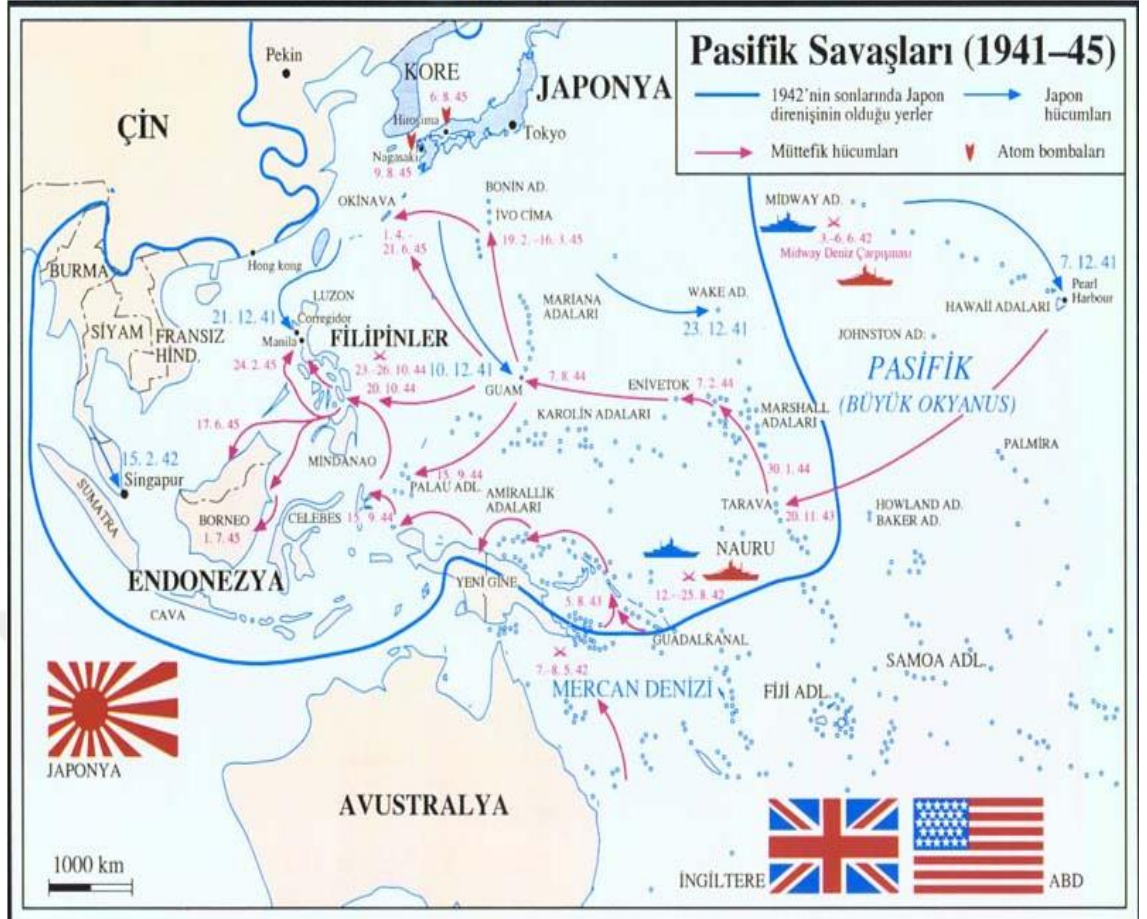 Pasifik Savaşları (1941–45)
1942'nin sonlarında Japon
direnişinin olduğu yerler
Japon
hücumları
Müttefik hücumları
Atom bombaları
Pekin
KORE
JAPONYA
ÇİN
6. 8. 45
Hiroşima
Tokyo
Nagasaki
9. 8. 45
BONİN AD.
OKİNAVA
İVO CİMA
1. 4. -
21. 6. 45
19. 2. -16. 3. 45
MİDWAY AD.
3.-6. 6. 42
Midway Deniz Çarpışması
7. 12. 41
Pearl
Harbour
HAWAİİ ADALARI
Hong kong
BURMA
LUZON
Corregidor
21. 12. 41
Manila
FİLİPİNLER
SİYAM
FRANSIZ
HİND.
MARİANA
ADALARI
WAKE AD.
23. 12. 41
JOHNSTON AD:
PASİFİK
(BÜYÜK OKYANUS)
24. 2. 45
23. -26. 10. 44
20. 10. 44
10. 12. 41
GUAM
7. 8. 44
ENİVETOK
7. 2. 44
KAROLİN ADALARI
MARSHALL
ADALARI
17. 6. 45
MİNDANAO
PALMİRA
15. 2. 42
Singapur
15. 9. 44
PALAU ADL.
30. 1. 44
TARAVA
20. 11. 43
HOWLAND AD.
BAKER AD.
SUMATRA
BORNEO
1. 7. 45
CELEBES
15. 9. 44
AMİRALLİK
ADALARI
NAURU
12.--25. 8. 42
ENDONEZYA
YENİ GİNE
5. 8. 43
CAVA
GUADALKANAL
7.-8. 5. 42
MERCAN DENİZİ
SAMOA ADL.
FİJİ ADL.
JAPONYA
AVUSTRALYA
1000 km
İNGİLTERE
ABD